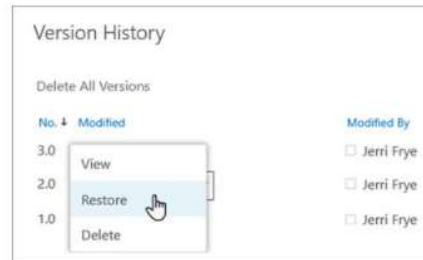 Version History
Delete All Versions
No. ↓ Modified Modified By
3.0 Jerri Frye
View
2.0 Jerri Frye
Restore
1.0 Jerri Frye
Delete